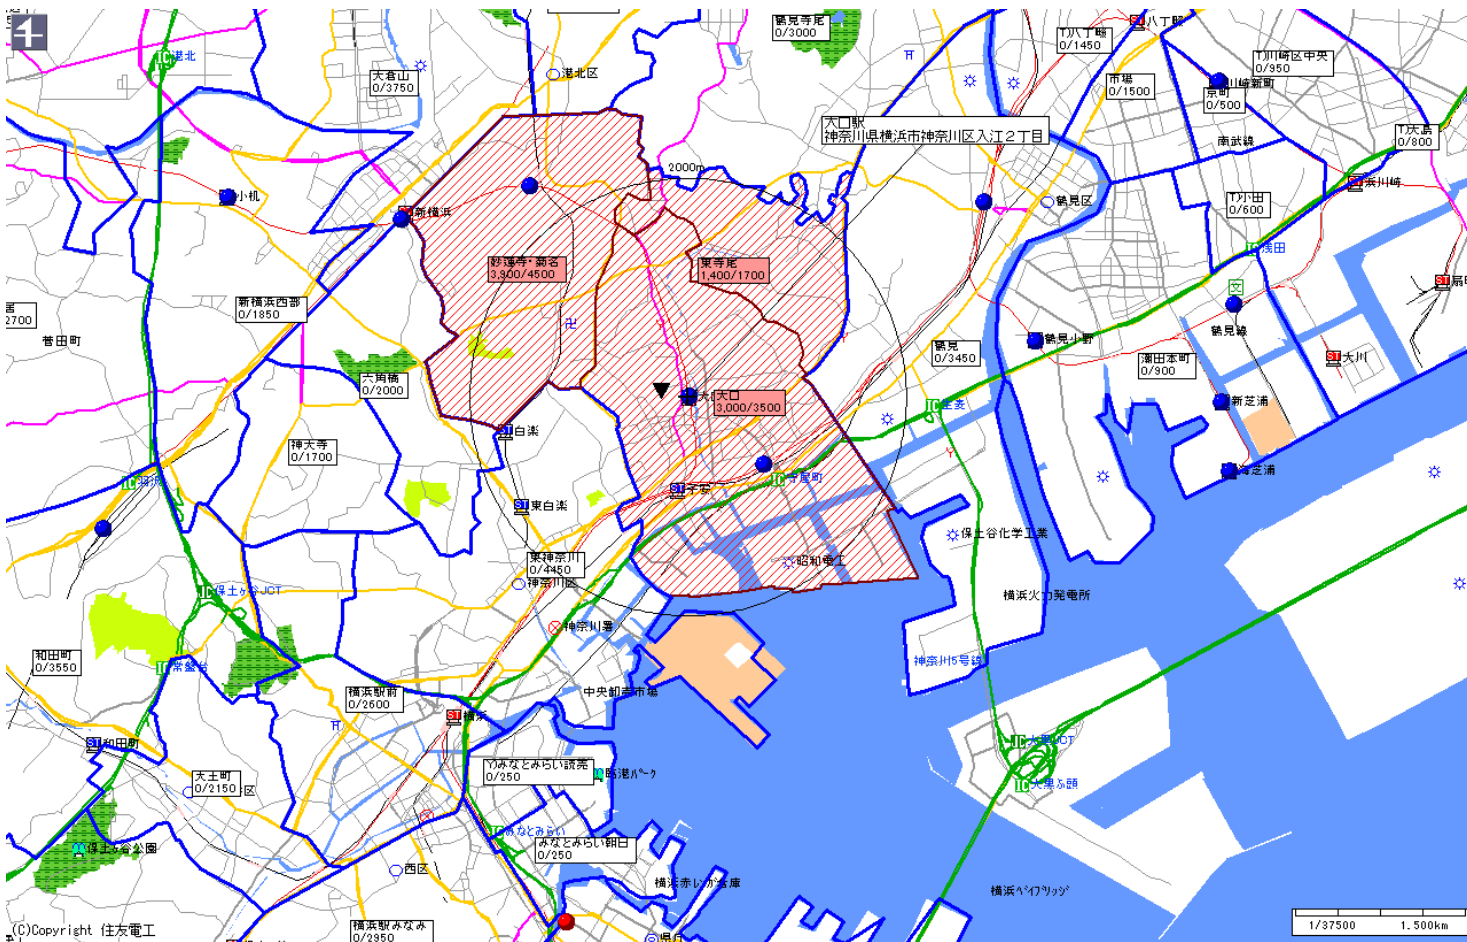 港北
大倉山
0/3750
港北区
鶴見寺尾
0/3000
八丁畷
T)八丁畷
0/1450
市場
0/1500
T)川崎区中央
0/950
川崎新町
京町
0/500
南武線
T)大島
0/800
大口駅
神奈川県横浜市神奈川区入江2丁目
2000m
小机
新横浜
鶴見区
浜川崎
T)小田
0/600
浅田
妙蓮寺・菊名
3,900/4500
東寺尾
1,400/1700
新横浜西部
0/1850
2700
菅田町
文
鶴見線
鶴見小野
鶴見
0/3450
潮田本町
0/900
大川
六角橋
0/2000
大口
3,000/3500
生麦
新芝浦
白楽
神大寺
0/1700
海芝浦
守屋町
子安
東白楽
保土谷化学工業
昭和電工
東神奈川
0/4450
神奈川区
保土ヶ谷JCT
横浜火力発電所
神奈川署
和田町
0/3550
常盤台
神奈川5号線
中央卸売市場
横浜駅前
0/2600
横浜
和田町
大黒JCT
大黒ふ頭
Y)みなとみらい読売
0/250
臨港パーク
天王町
0/2150
区
みなとみらい
みなとみらい朝日
0/250
保土ヶ谷公園
西区
横浜赤レンガ倉庫
横浜ベイブリッジ
横浜駅みなみ
0/2950
県庁
(C)Copyright 住友電工
1/37500 1.500km